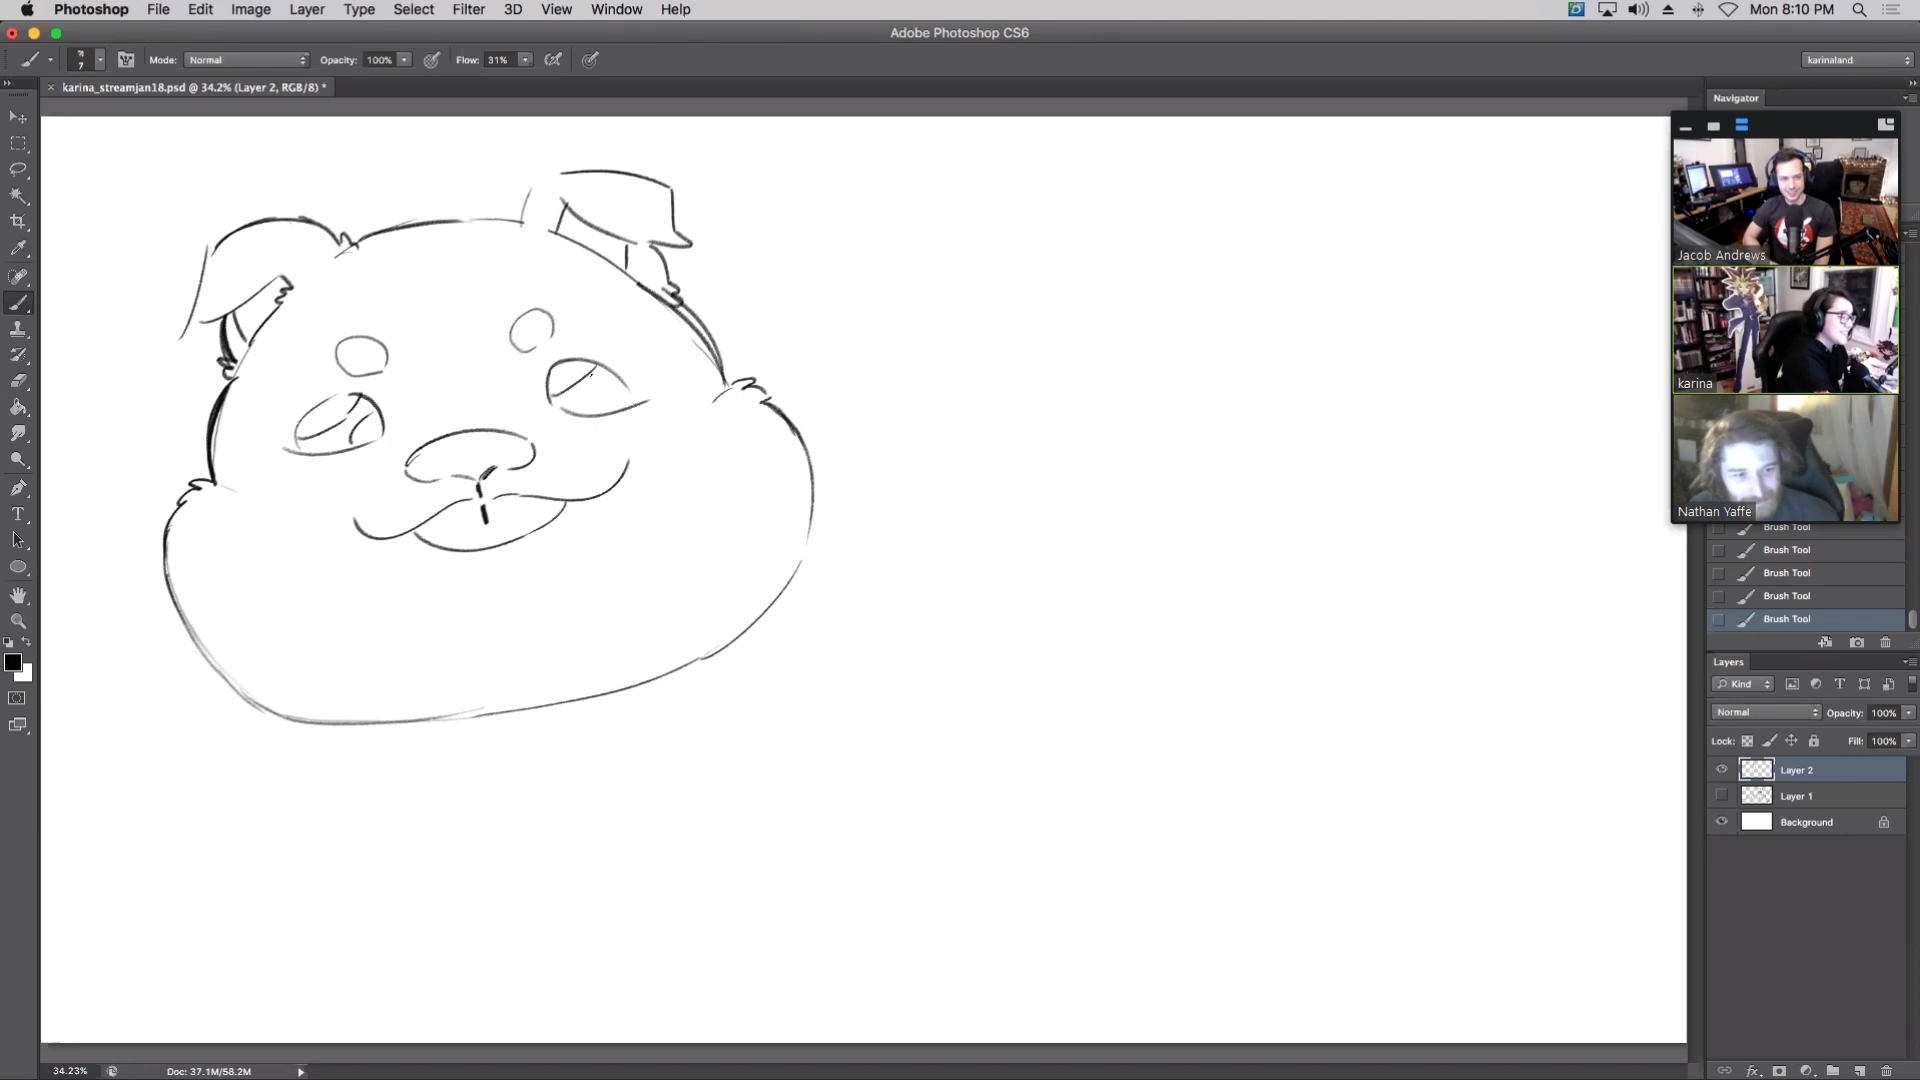 Photoshop File Edit Image Layer Type Select Filter 3D View Window Help Mon 8:10 PM
Adobe Photoshop CS6
7 Mode: Normal Opacity: 100% Flow: 31% karinaland
× karina_streamjan18.psd @ 34.2% (Layer 2, RGB/8) *
Navigator
Jacob Andrews
karina
Nathan Yaffe
Brush Tool
Brush Tool
Brush Tool
Brush Tool
Brush Tool
Layers
Kind
Normal Opacity: 100%
Lock: Fill: 100%
Layer 2
Layer 1
Background
34.23% Doc: 37.1M/58.2M